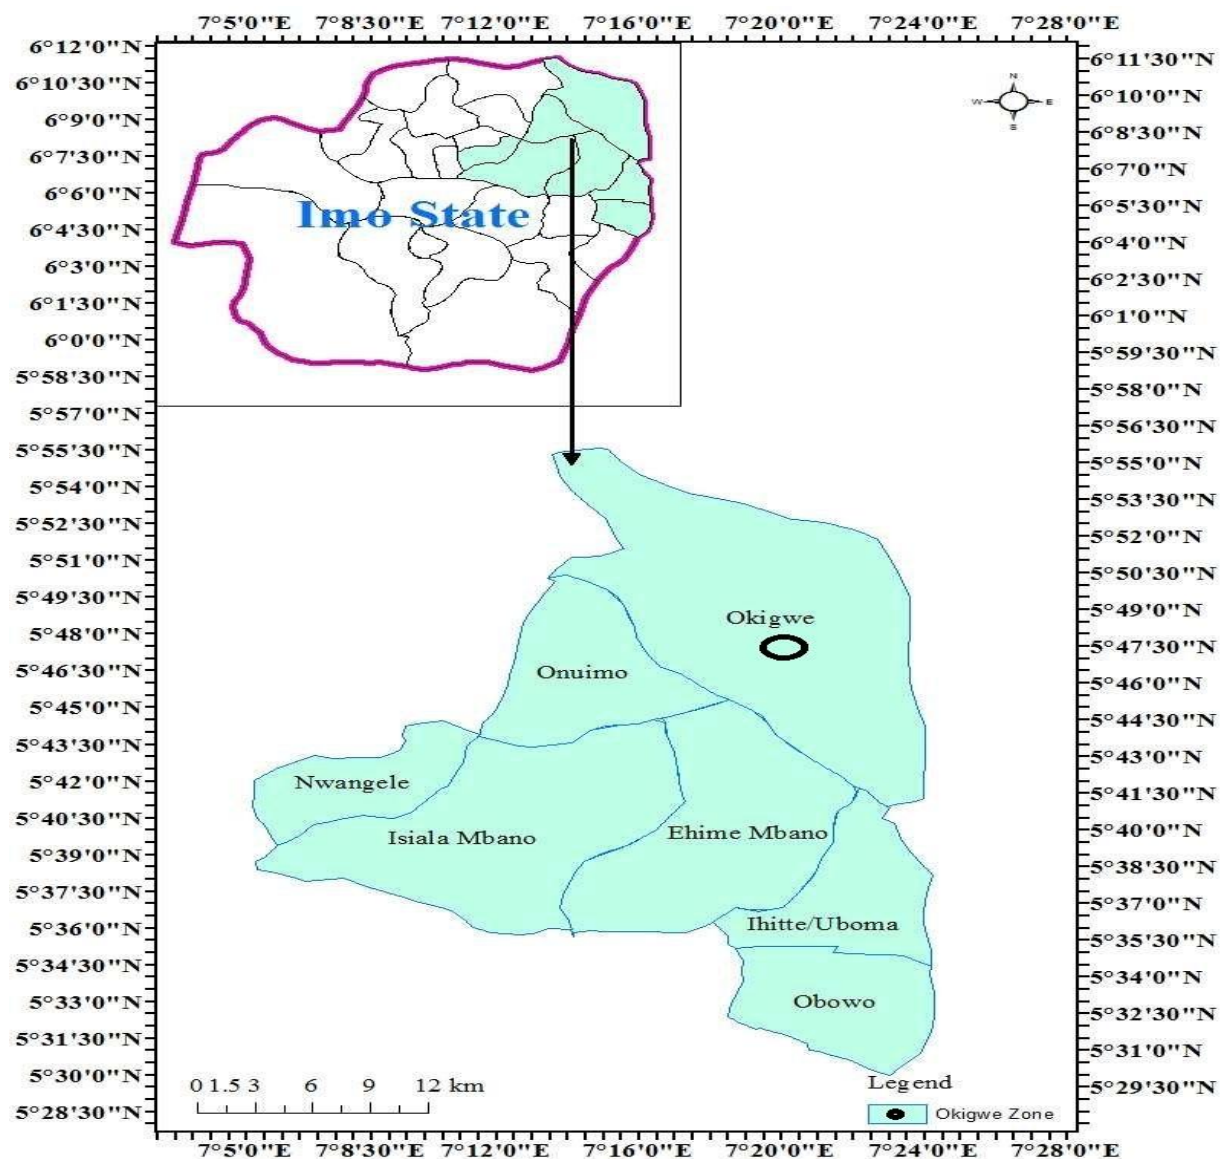 7°5'0"E 7°8'30"E 7°12'0"E 7°16'0"E 7°20'0"E 7°24'0"E 7°28'0"E
6°12'0"N
6°10'30"N
6°9'0"N
6°7'30"N
6°6'0"N
6°4'30"N
6°3'0"N
6°1'30"N
6°0'0"N
5°58'30"N
5°57'0"N
5°55'30"N
5°54'0"N
5°52'30"N
5°51'0"N
5°49'30"N
5°48'0"N
5°46'30"N
5°45'0"N
5°43'30"N
5°42'0"N
5°40'30"N
5°39'0"N
5°37'30"N
5°36'0"N
5°34'30"N
5°33'0"N
5°31'30"N
5°30'0"N
5°28'30"N
Imo State
N
W E
S
Okigwe
Onuimo
Nwangele
Isiala Mbano
Ehime Mbano
Ihitte/Uboma
Obowo
0 1.5 3 6 9 12 km
Legend
Okigwe Zone
6°11'30"N
6°10'0"N
6°8'30"N
6°7'0"N
6°5'30"N
6°4'0"N
6°2'30"N
6°1'0"N
5°59'30"N
5°58'0"N
5°56'30"N
5°55'0"N
5°53'30"N
5°52'0"N
5°50'30"N
5°49'0"N
5°47'30"N
5°46'0"N
5°44'30"N
5°43'0"N
5°41'30"N
5°40'0"N
5°38'30"N
5°37'0"N
5°35'30"N
5°34'0"N
5°32'30"N
5°31'0"N
5°29'30"N
7°5'0"E 7°8'30"E 7°12'0"E 7°16'0"E 7°20'0"E 7°24'0"E 7°28'0"E